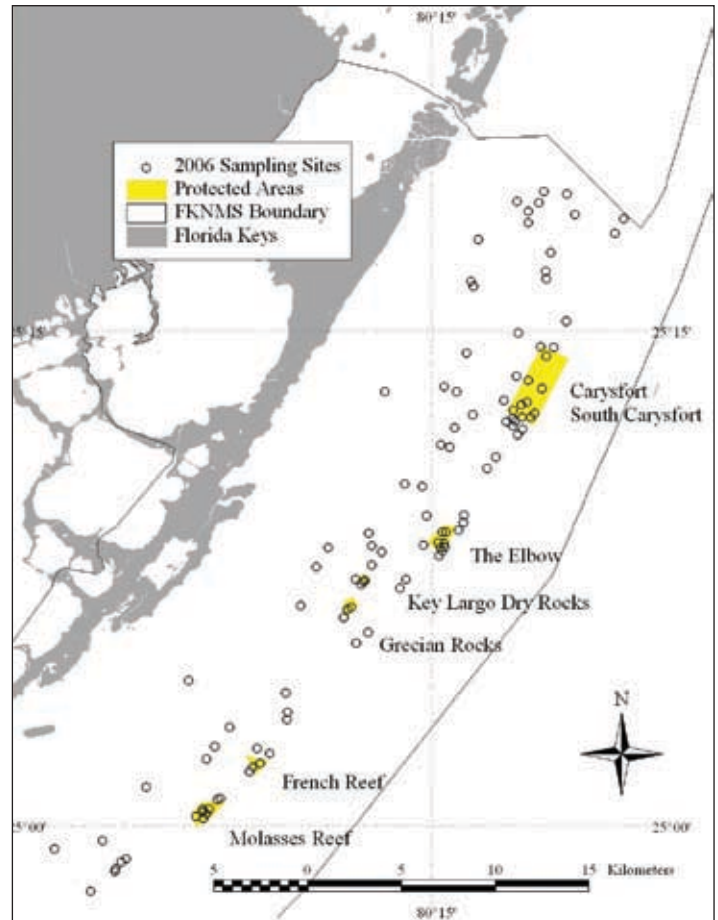 80°15'
2006 Sampling Sites
Protected Areas
FKNMS Boundary
Florida Keys
25°15'
25°15'
Carysfort /
South Carysfort
The Elbow
Key Largo Dry Rocks
Grecian Rocks
N
French Reef
25°00'
25°00'
Molasses Reef
5 0 5 10 15 Kilometers
80°15'